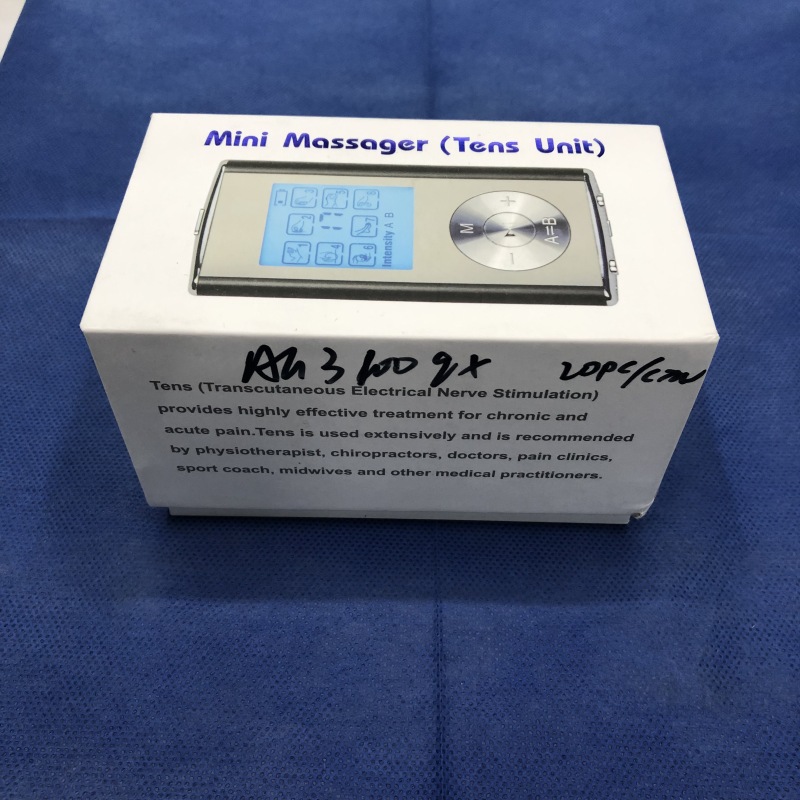 Mini Massager (Tens Unit)
Intensity A B
M + A=B -
20PC/CTN
Tens (Transcutaneous Electrical Nerve Stimulation)
provides highly effective treatment for chronic and
acute pain.Tens is used extensively and is recommended
by physiotherapist, chiropractors, doctors, pain clinics,
sport coach, midwives and other medical practitioners.